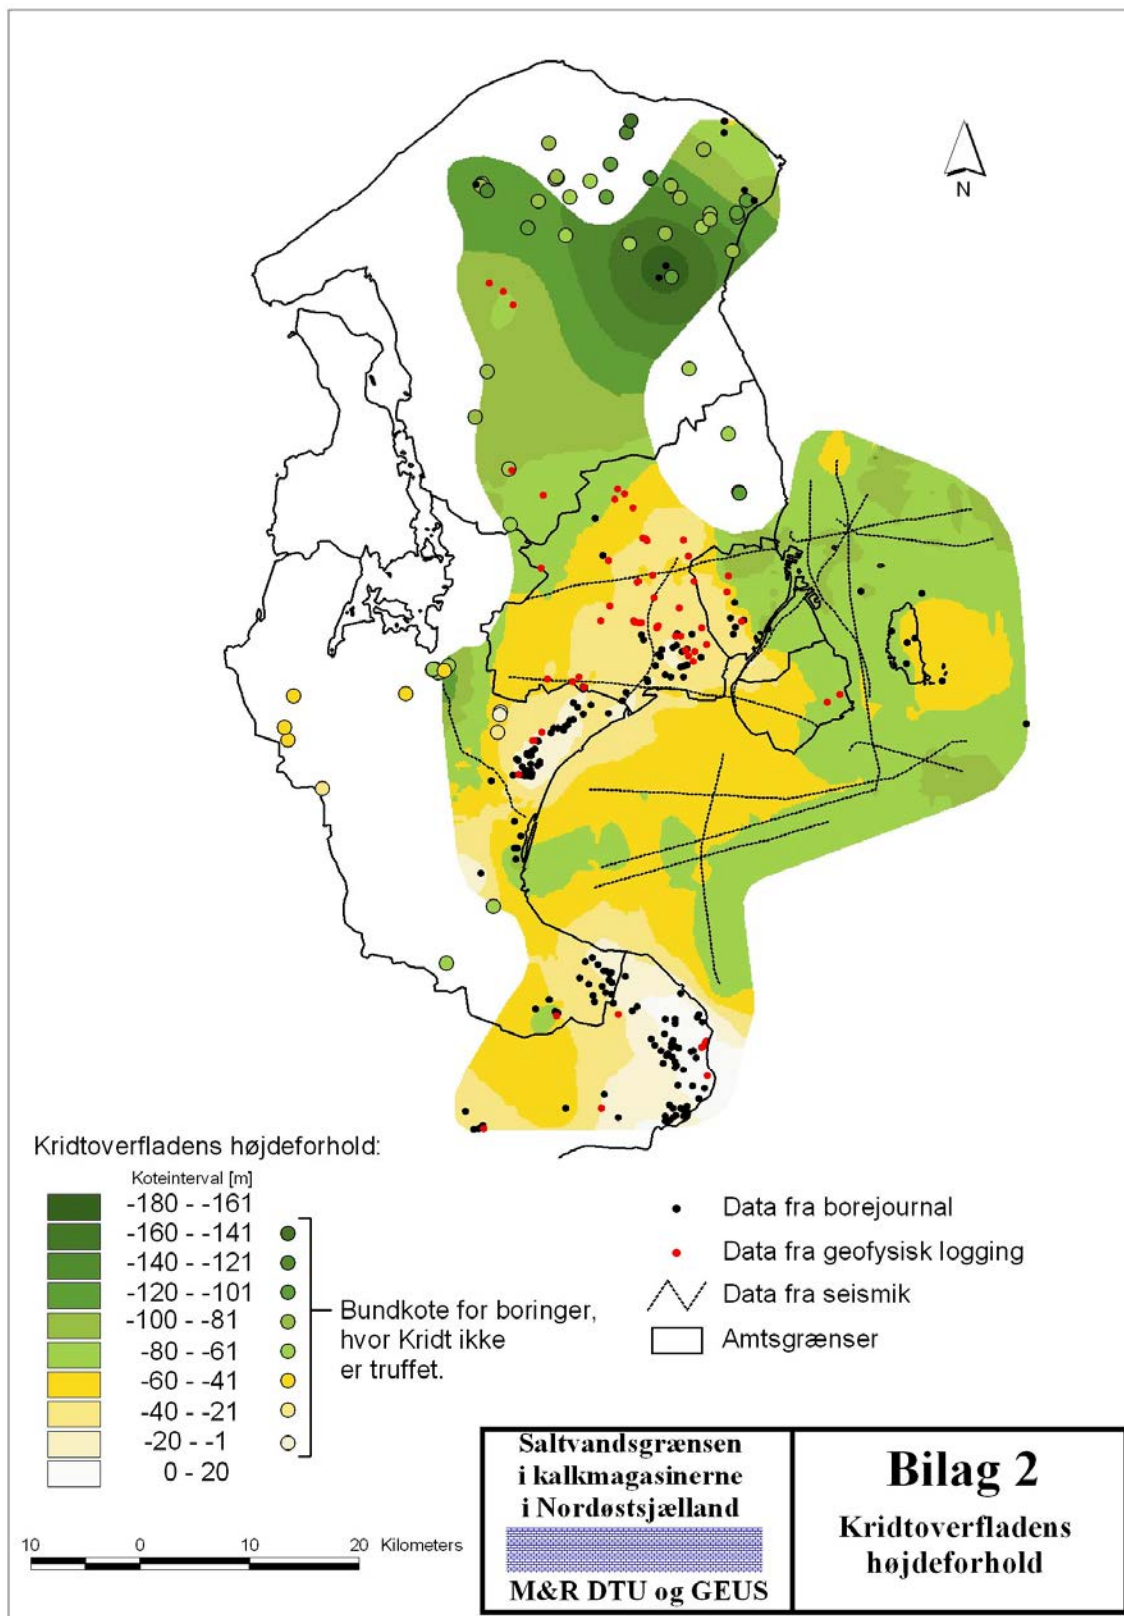 N
Kridtoverfladens højdeforhold:
Koteinterval [m]
-180 - -161
-160 - -141
-140 - -121
-120 - -101
-100 - -81
-80 - -61
-60 - -41
-40 - -21
-20 - -1
0 - 20
Bundkote for boringer,
hvor Kridt ikke
er truffet.
Data fra borejournal
Data fra geofysisk logging
Data fra seismik
Amtsgrænser
10 0 10 20 Kilometers
Saltvandsgrænsen
i kalkmagasinerne
i Nordøstsjælland
M&R DTU og GEUS
Bilag 2
Kridtoverfladens
højdeforhold